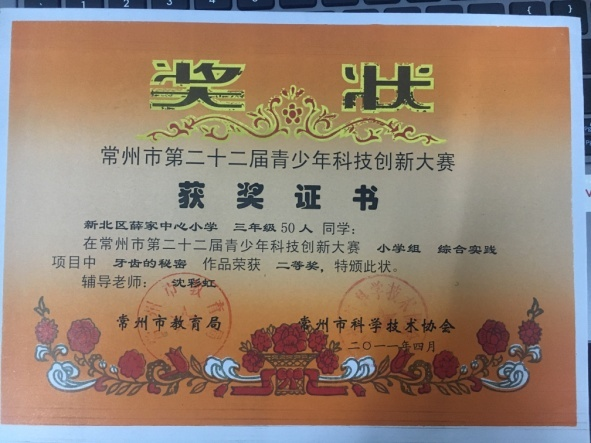 奖 状
常州市第二十二届青少年科技创新大赛
获奖证书
新北区薛家中心小学 三年级50人 同学:
在常州市第二十二届青少年科技创新大赛 小学组 综合实践
项目中 牙齿的秘密 作品荣获 二等奖,特颁此状。
辅导老师: 沈彩虹
常州市教育局 常州市科学技术协会
二〇一一年四月